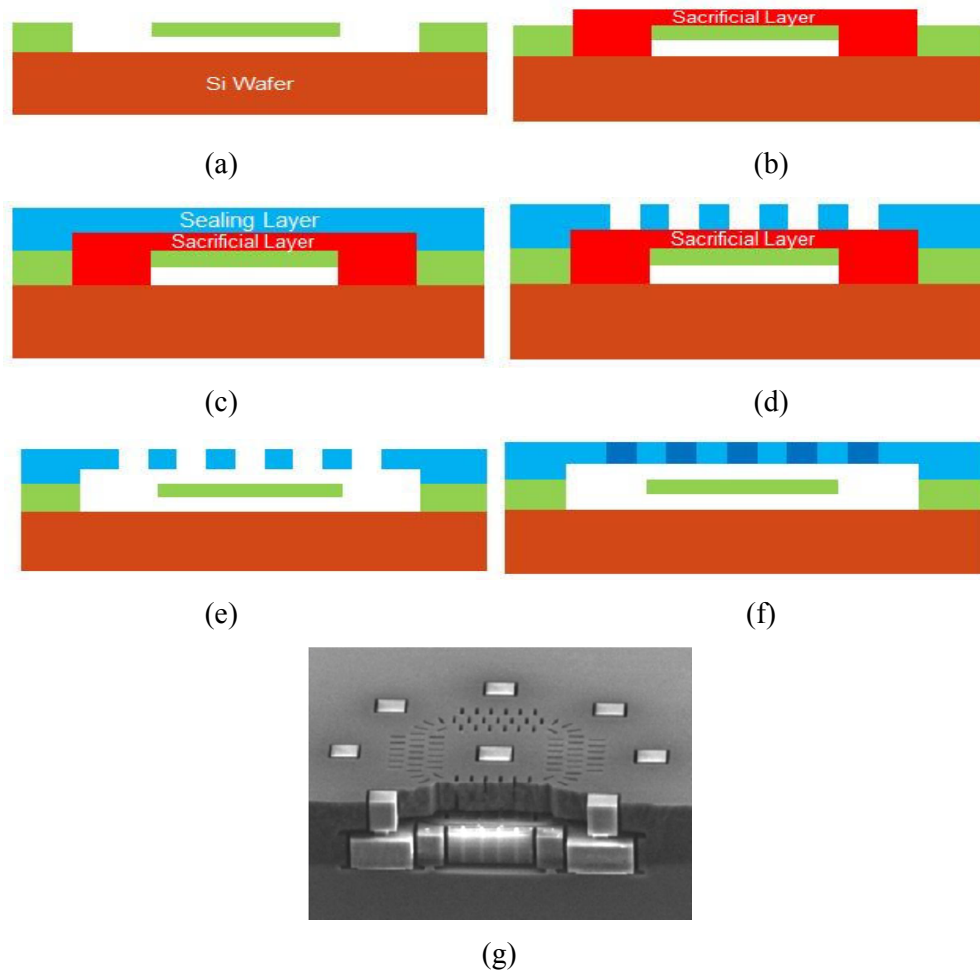 Si Wafer
Sacrificial Layer
(a)
(b)
Sealing Layer
Sacrificial Layer
Sacrificial Layer
(c)
(d)
(e)
(f)
(g)